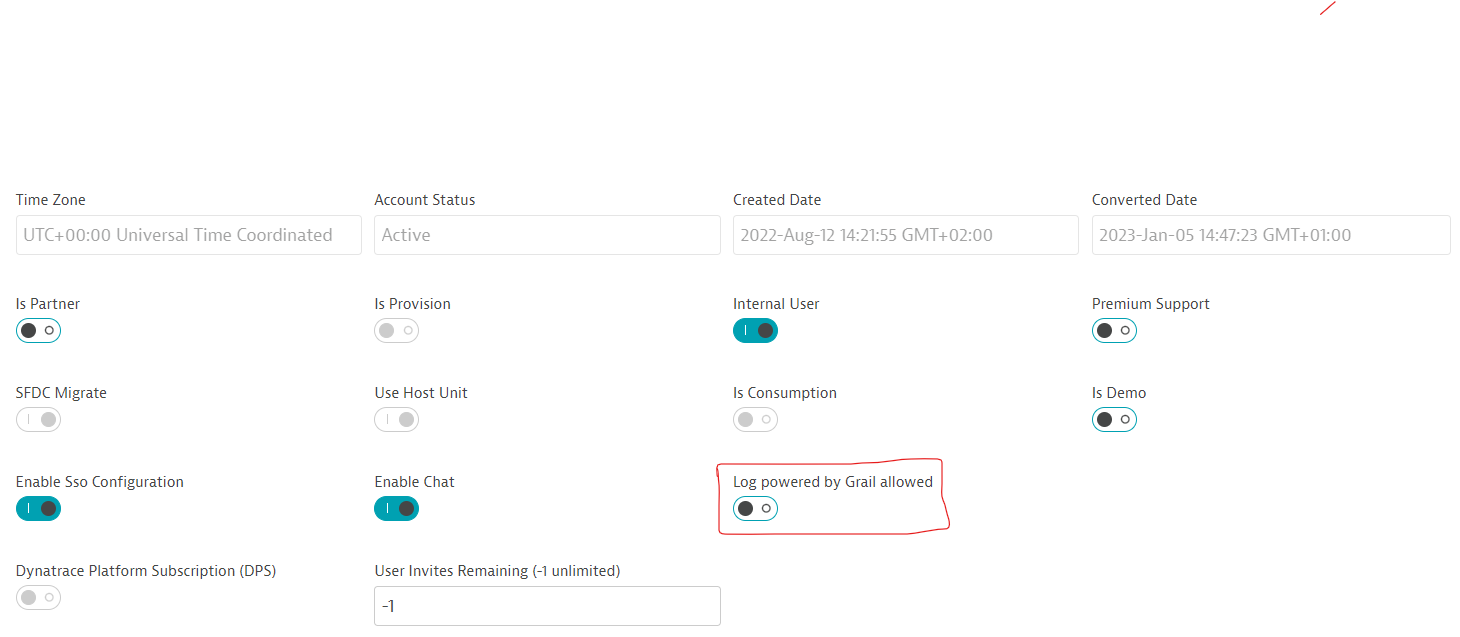 Time Zone Account Status Created Date Converted Date
UTC+00:00 Universal Time Coordinated Active 2022-Aug-12 14:21:55 GMT+02:00 2023-Jan-05 14:47:23 GMT+01:00
Is Partner Is Provision Internal User Premium Support
SFDC Migrate Use Host Unit Is Consumption Is Demo
Enable Sso Configuration Enable Chat Log powered by Grail allowed
Dynatrace Platform Subscription (DPS) User Invites Remaining (-1 unlimited)
-1